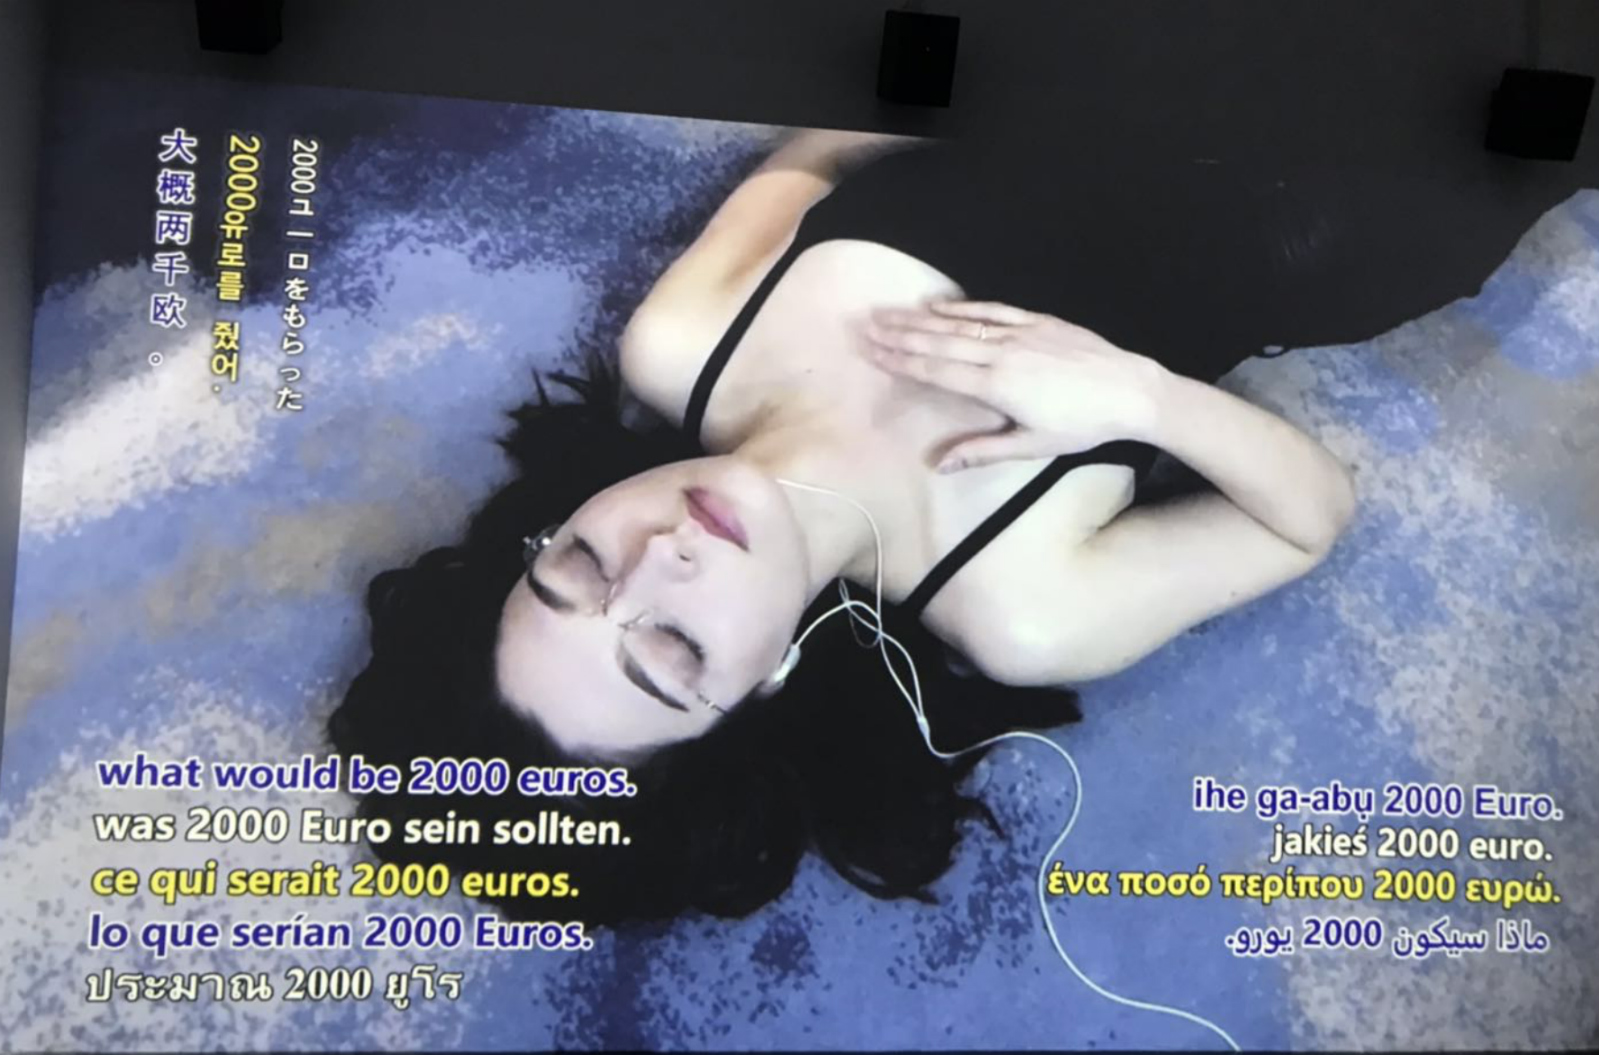 2000ユーロをもらった
2000유로를 줬어.
大概两千欧。
what would be 2000 euros.
was 2000 Euro sein sollten.
ce qui serait 2000 euros.
lo que serían 2000 Euros.
ประมาณ 2000 ยูโร
ihe ga-abụ 2000 Euro.
jakieś 2000 euro.
ένα ποσό περίπου 2000 ευρώ.
ماذا سيكون 2000 يورو.